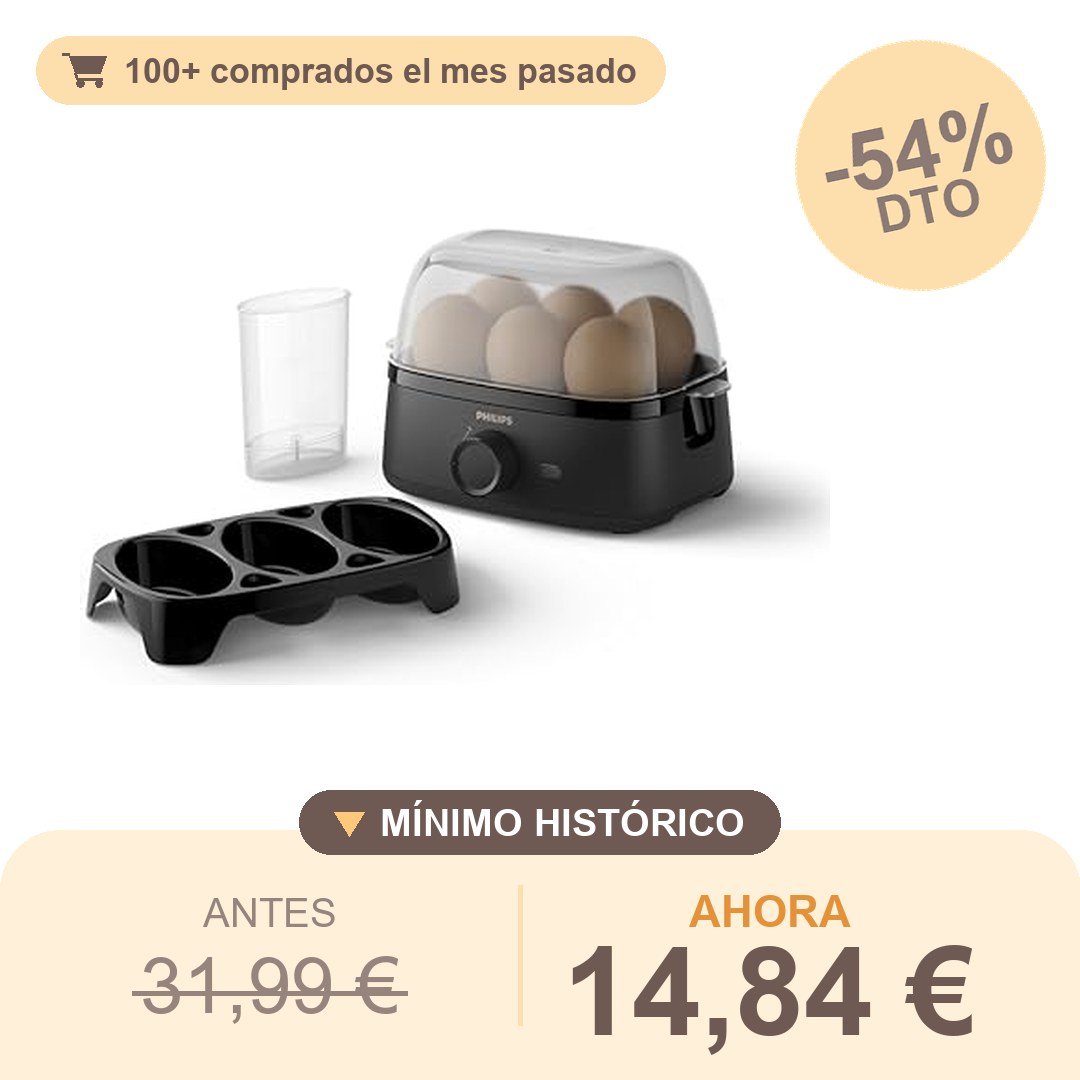 100+ comprados el mes pasado
-54%
DTO
PHILIPS
MÍNIMO HISTÓRICO
ANTES
31,99 €
AHORA
14,84 €